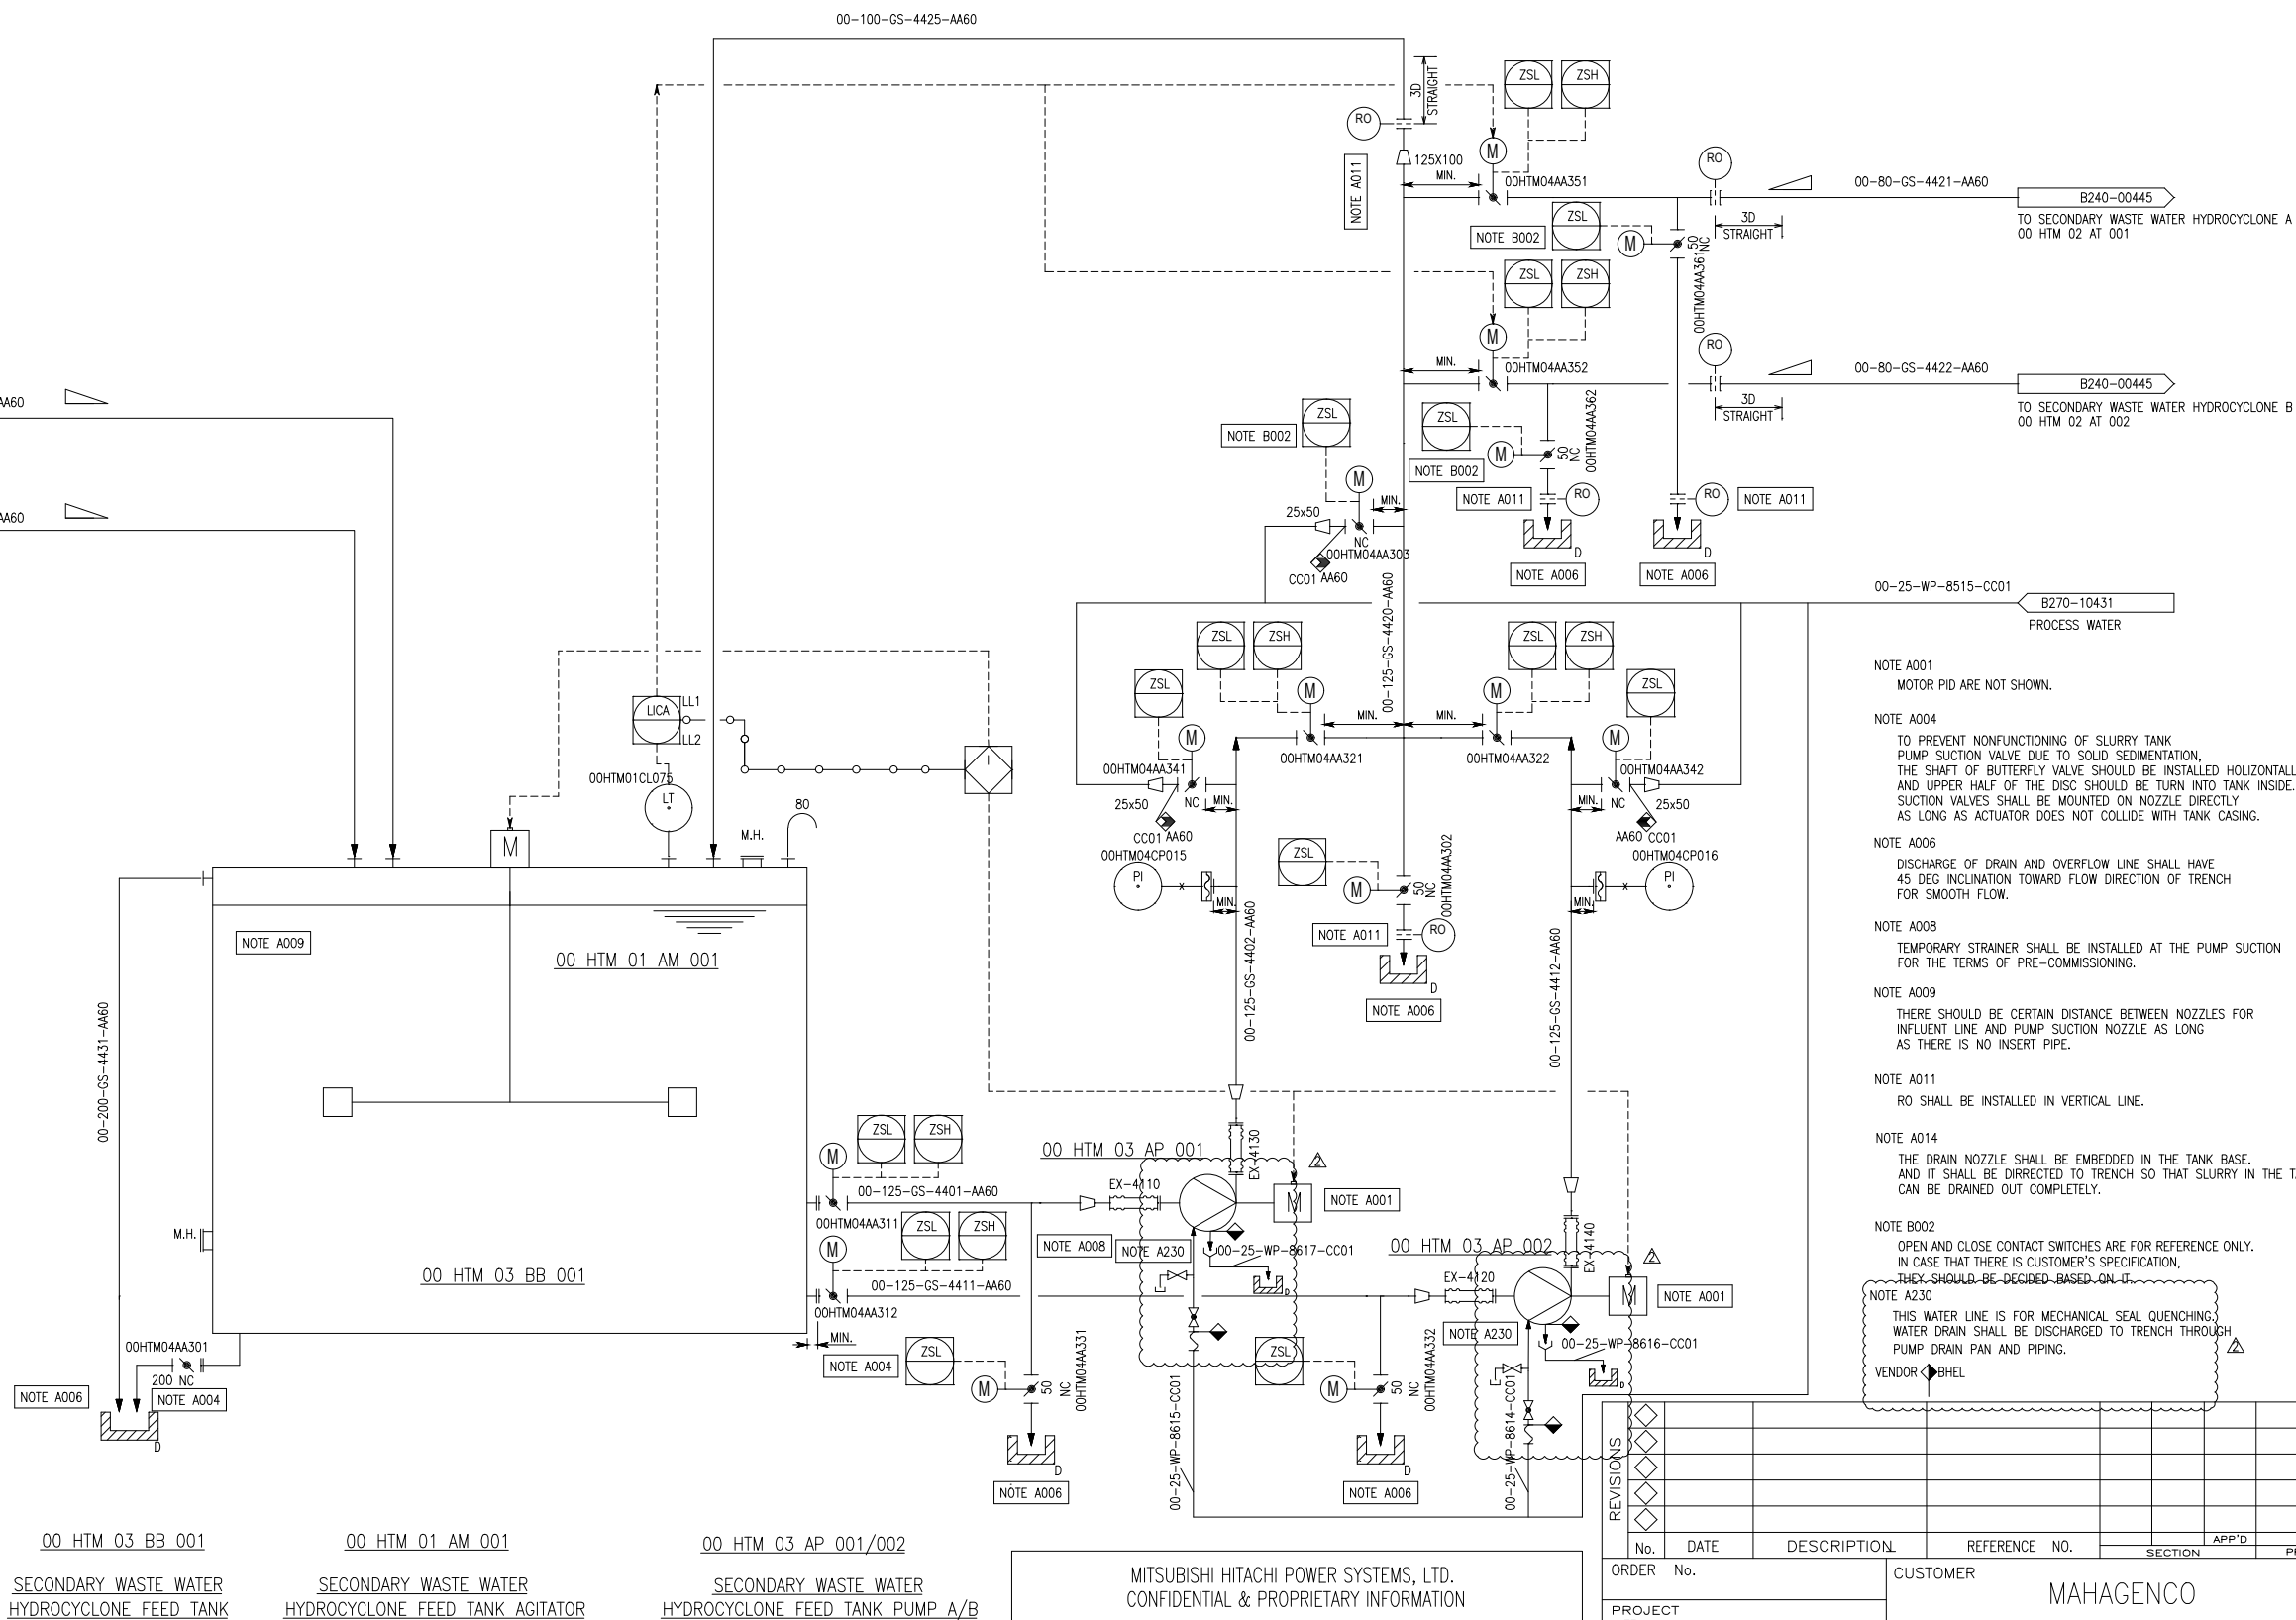 00-100-GS-4425-AA60
3D
STRAIGHT
ZSL
ZSH
RO
M
125X100
NOTE A011
MIN.
00HTM04AA351
RO
00-80-GS-4421-AA60
B240-00445
TO SECONDARY WASTE WATER HYDROCYCLONE A
00 HTM 02 AT 001
3D
STRAIGHT
ZSL
NOTE B002
M
50
NC
00HTM04AA361
ZSL
ZSH
M
MIN.
00HTM04AA352
RO
00-80-GS-4422-AA60
B240-00445
TO SECONDARY WASTE WATER HYDROCYCLONE B
00 HTM 02 AT 002
3D
STRAIGHT
AA60
AA60
ZSL
NOTE B002
ZSL
NOTE B002
M
50
NC
00HTM04AA362
M
MIN.
25x50
NC
00HTM04AA303
CC01
AA60
NOTE A011
RO
RO
NOTE A011
D
D
NOTE A006
NOTE A006
00-125-GS-4420-AA60
00-25-WP-8515-CC01
B270-10431
PROCESS WATER
ZSL
ZSH
ZSL
ZSH
ZSL
ZSL
M
M
MIN.
MIN.
00HTM04AA321
00HTM04AA322
M
M
00HTM04AA341
00HTM04AA342
25x50
NC
MIN.
MIN.
NC
25x50
CC01
AA60
AA60
CC01
00HTM04CP015
00HTM04CP016
PI
x
MIN.
MIN.
x
PI
LICA
LL1
LL2
00HTM01CL075
LT
M
M.H.
80
ZSL
M
50
NC
00HTM04AA302
NOTE A011
RO
D
NOTE A006
00-125-GS-4402-AA60
00-125-GS-4412-AA60
NOTE A009
00 HTM 01 AM 001
00-200-GS-4431-AA60
M.H.
00 HTM 03 BB 001
00HTM04AA301
200 NC
NOTE A006
NOTE A004
D
ZSL
ZSH
M
00-125-GS-4401-AA60
00HTM04AA311
ZSL
ZSH
M
00-125-GS-4411-AA60
00HTM04AA312
MIN.
NOTE A004
ZSL
M
50
NC
00HTM04AA331
D
NOTE A006
00 HTM 03 AP 001
EX-4110
EX-4130
2
M
NOTE A001
NOTE A008
NOTE A230
00-25-WP-8617-CC01
D
00-25-WP-8615-CC01
ZSL
M
50
NC
00HTM04AA332
D
NOTE A006
00 HTM 03 AP 002
EX-4120
EX-4140
2
M
NOTE A001
NOTE A230
00-25-WP-8616-CC01
D
00-25-WP-8614-CC01
NOTE A001
MOTOR PID ARE NOT SHOWN.
NOTE A004
TO PREVENT NONFUNCTIONING OF SLURRY TANK
PUMP SUCTION VALVE DUE TO SOLID SEDIMENTATION,
THE SHAFT OF BUTTERFLY VALVE SHOULD BE INSTALLED HOLIZONTALL
AND UPPER HALF OF THE DISC SHOULD BE TURN INTO TANK INSIDE.
SUCTION VALVES SHALL BE MOUNTED ON NOZZLE DIRECTLY
AS LONG AS ACTUATOR DOES NOT COLLIDE WITH TANK CASING.
NOTE A006
DISCHARGE OF DRAIN AND OVERFLOW LINE SHALL HAVE
45 DEG INCLINATION TOWARD FLOW DIRECTION OF TRENCH
FOR SMOOTH FLOW.
NOTE A008
TEMPORARY STRAINER SHALL BE INSTALLED AT THE PUMP SUCTION
FOR THE TERMS OF PRE-COMMISSIONING.
NOTE A009
THERE SHOULD BE CERTAIN DISTANCE BETWEEN NOZZLES FOR
INFLUENT LINE AND PUMP SUCTION NOZZLE AS LONG
AS THERE IS NO INSERT PIPE.
NOTE A011
RO SHALL BE INSTALLED IN VERTICAL LINE.
NOTE A014
THE DRAIN NOZZLE SHALL BE EMBEDDED IN THE TANK BASE.
AND IT SHALL BE DIRRECTED TO TRENCH SO THAT SLURRY IN THE T
CAN BE DRAINED OUT COMPLETELY.
NOTE B002
OPEN AND CLOSE CONTACT SWITCHES ARE FOR REFERENCE ONLY.
IN CASE THAT THERE IS CUSTOMER'S SPECIFICATION,
THEY SHOULD BE DECIDED BASED ON IT.
NOTE A230
THIS WATER LINE IS FOR MECHANICAL SEAL QUENCHING.
WATER DRAIN SHALL BE DISCHARGED TO TRENCH THROUGH
PUMP DRAIN PAN AND PIPING.
2
VENDOR BHEL
REVISIONS
No.
DATE
DESCRIPTION
REFERENCE NO.
APP'D
SECTION
ORDER No.
CUSTOMER
MAHAGENCO
PROJECT
00 HTM 03 BB 001
SECONDARY WASTE WATER
HYDROCYCLONE FEED TANK
00 HTM 01 AM 001
SECONDARY WASTE WATER
HYDROCYCLONE FEED TANK AGITATOR
00 HTM 03 AP 001/002
SECONDARY WASTE WATER
HYDROCYCLONE FEED TANK PUMP A/B
MITSUBISHI HITACHI POWER SYSTEMS, LTD.
CONFIDENTIAL & PROPRIETARY INFORMATION